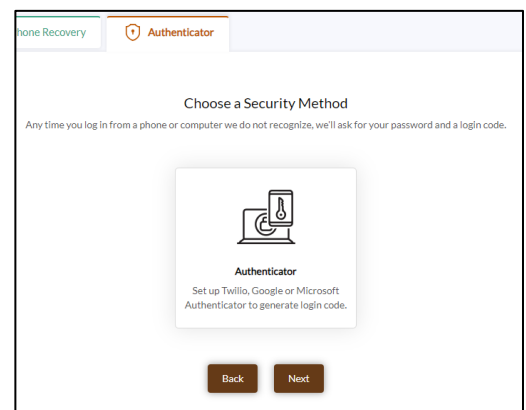 hone Recovery
Authenticator
Choose a Security Method
Any time you log in from a phone or computer we do not recognize, we'll ask for your password and a login code.
Authenticator
Set up Twilio, Google or Microsoft
Authenticator to generate login code.
Back
Next